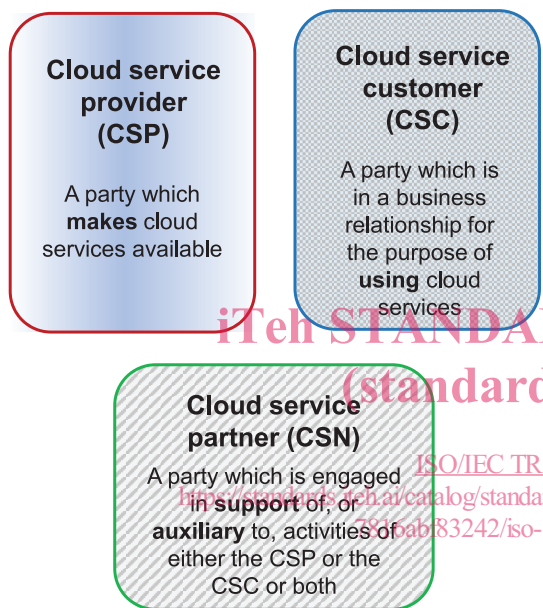 Cloud service
provider
(CSP)
A party which
makes cloud
services available
Cloud service
customer
(CSC)
A party which is
in a business
relationship for
the purpose of
using cloud
services
iTeh STANDA
(standard
Cloud service
partner (CSN)
A party which is engaged
in support of, or
auxiliary to, activities of
either the CSP or the
CSC or both
ISO/IEC TR
https://standards.iteh.ai/catalog/standa
83242/iso-